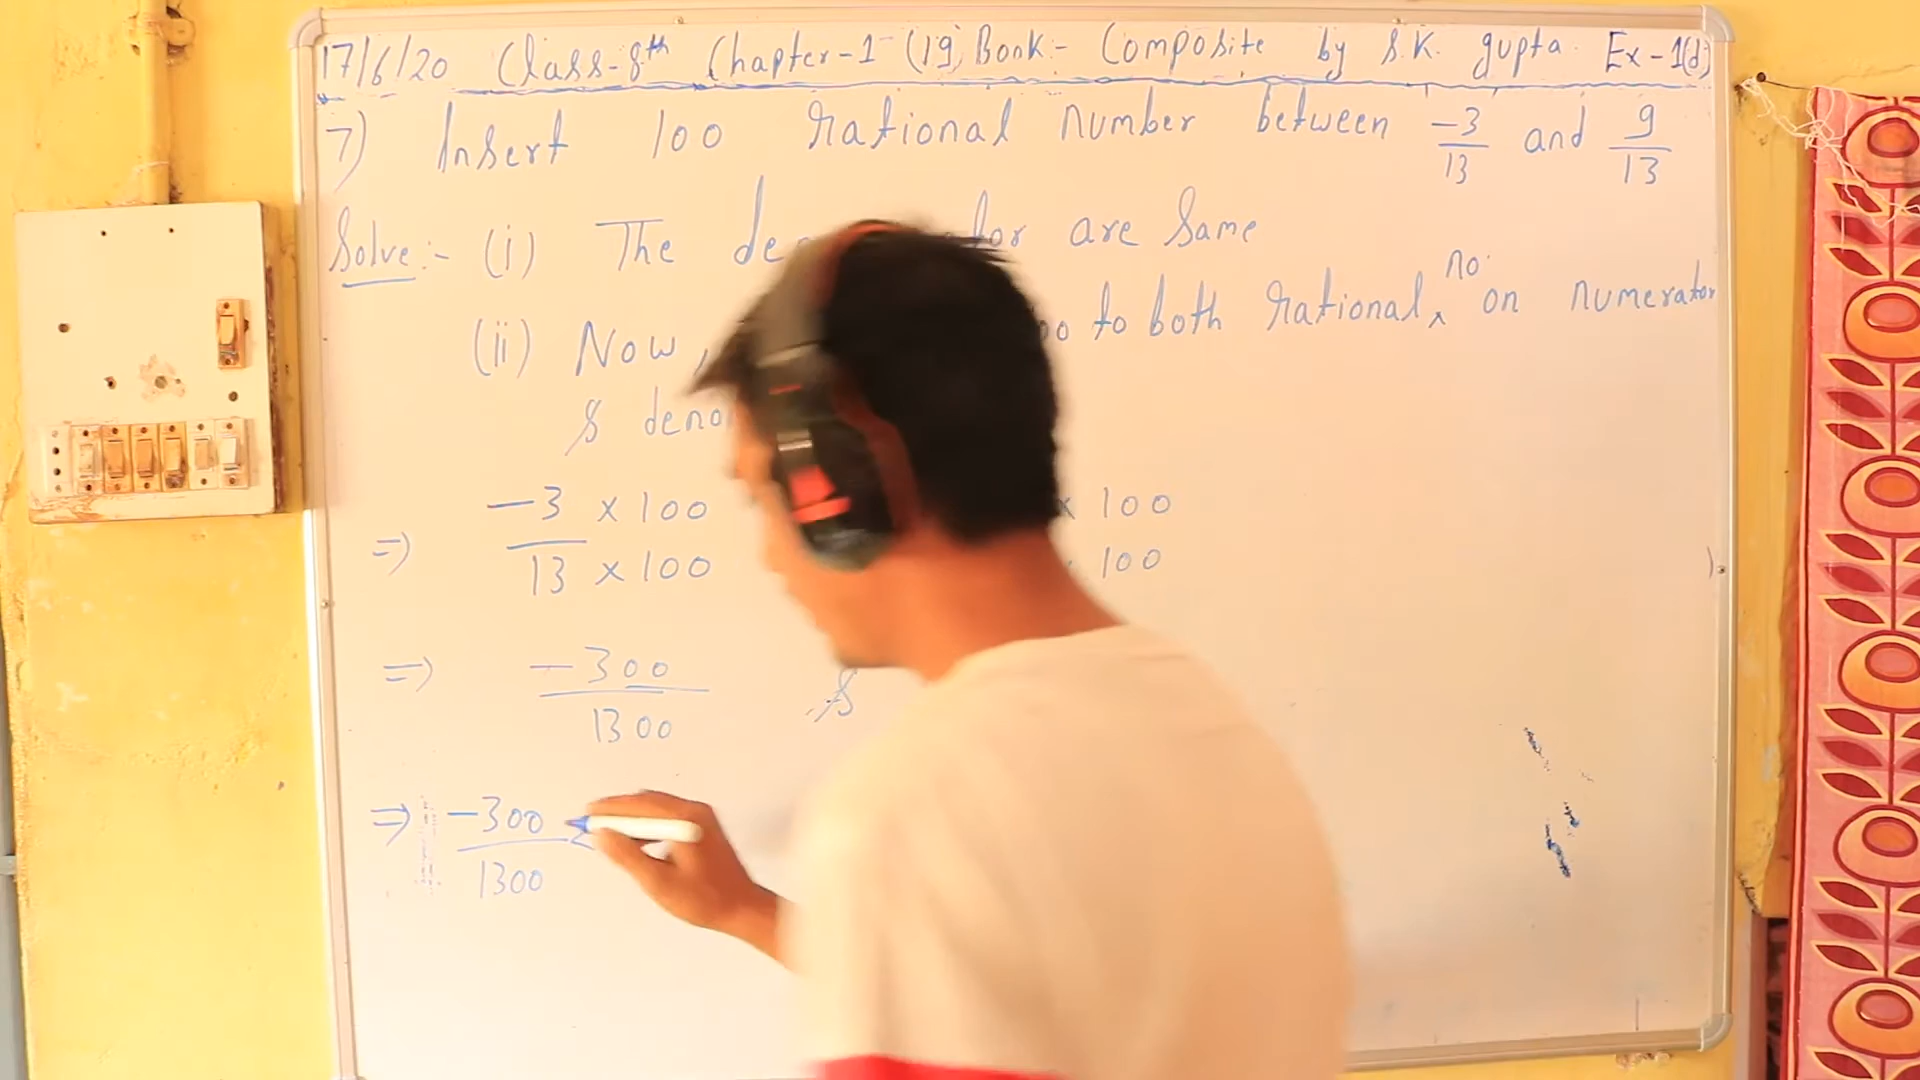 17/6/20 Class-8th Chapter-1 (19) Book:- Composite by S.K. gupta. Ex-1(d)
7) Insert 100 rational number between -3/13 and 9/13
Solve:- (i) The are same
(ii) Now, to both rational, no. on numerator
&
=> -3 x 100 x 100
13 x 100 100
=> -300/1300 &
=> -300/1300 <